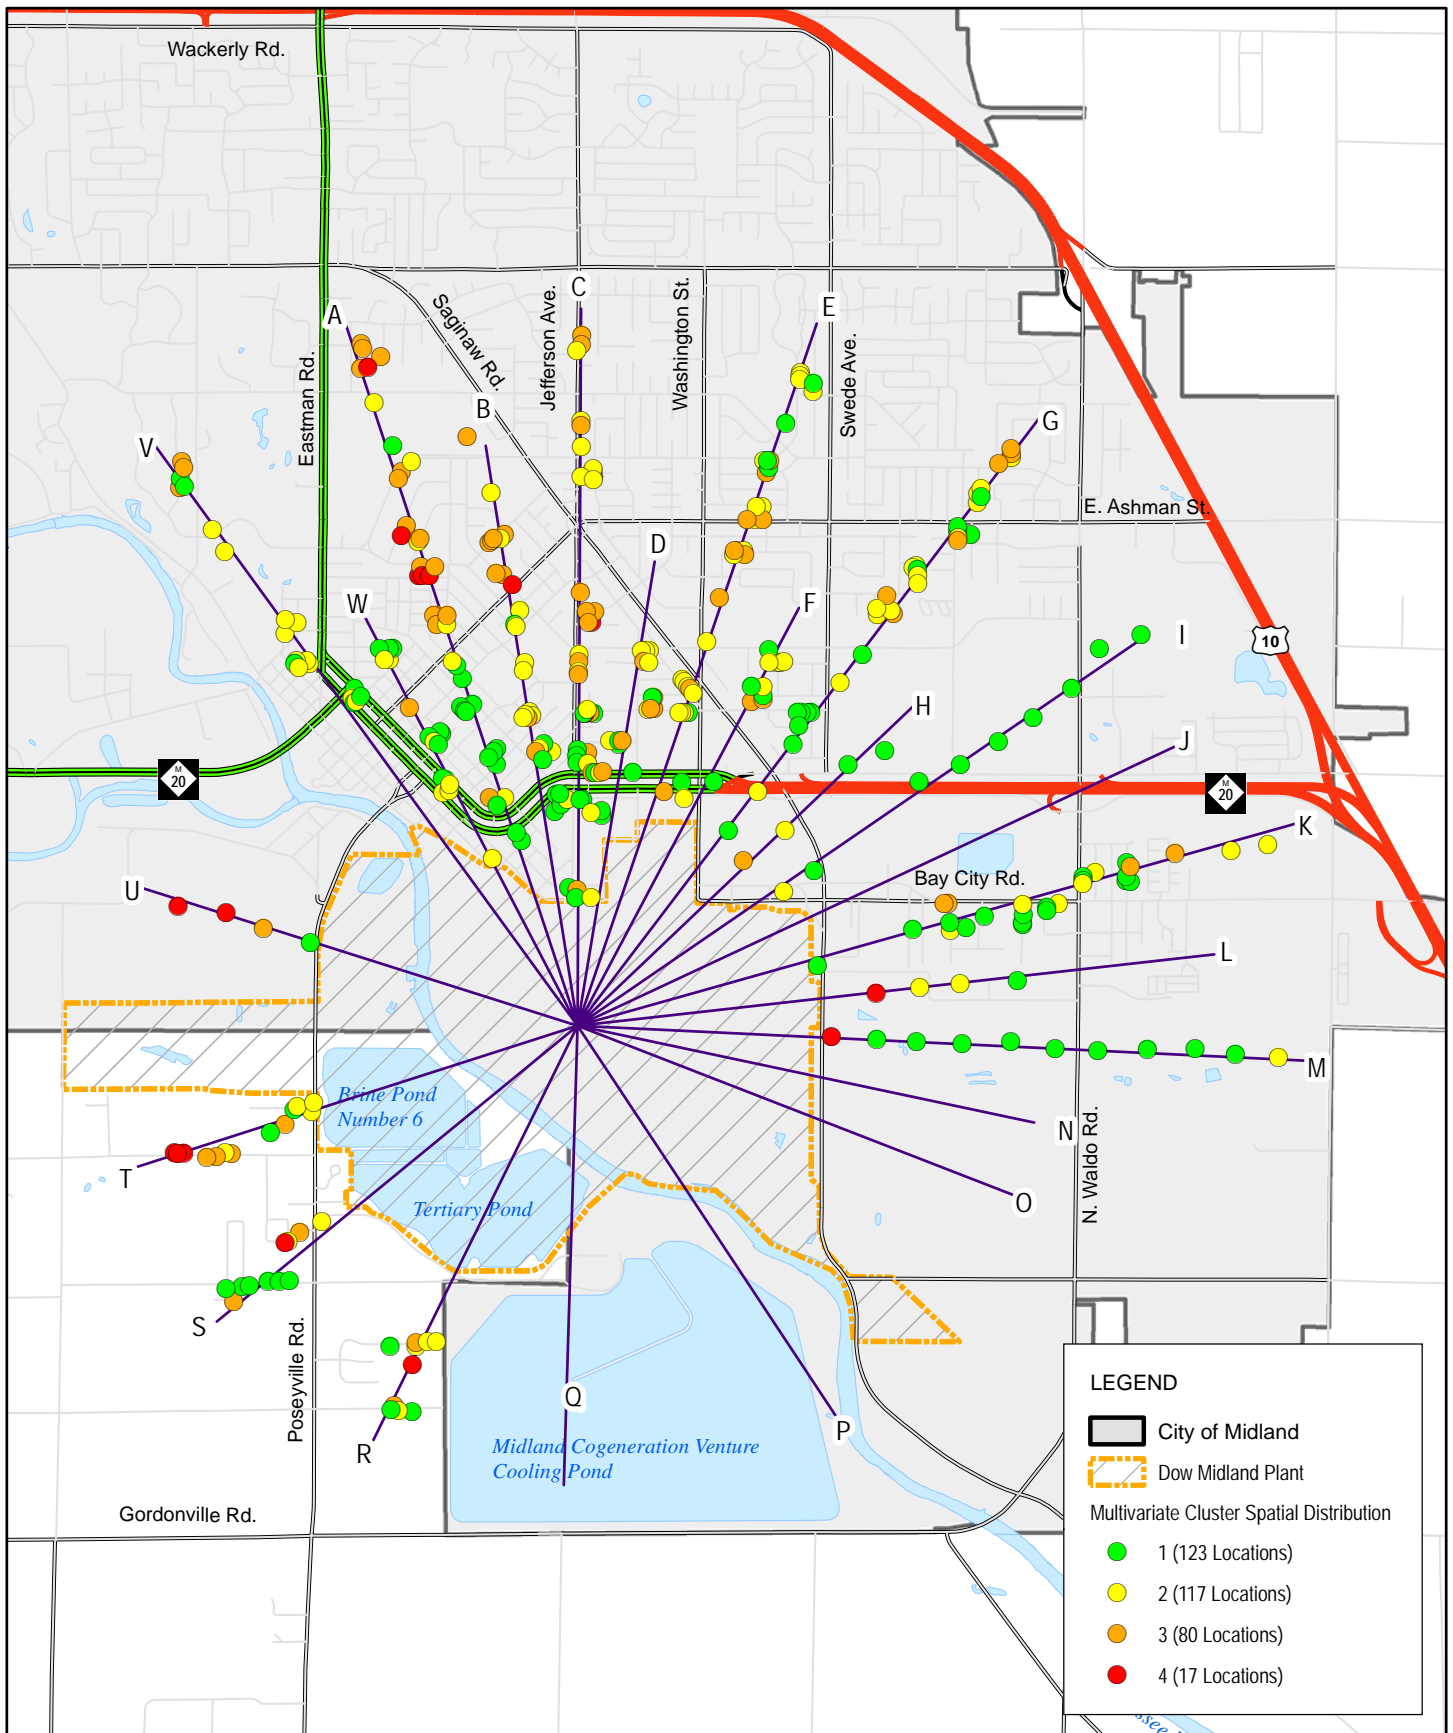 Wackerly Rd.
C
A
Saginaw Rd.
Jefferson Ave.
Washington St.
E
Eastman Rd.
Swede Ave.
B
G
V
E. Ashman St.
D
W
F
I
10
H
J
M
20
M
20
K
U
Bay City Rd.
L
M
Brine Pond
Number 6
N
N. Waldo Rd.
T
O
Tertiary Pond
S
Poseyville Rd.
Q
P
R
Midland Cogeneration Venture
Cooling Pond
Gordonville Rd.
LEGEND
City of Midland
Dow Midland Plant
Multivariate Cluster Spatial Distribution
1 (123 Locations)
2 (117 Locations)
3 (80 Locations)
4 (17 Locations)